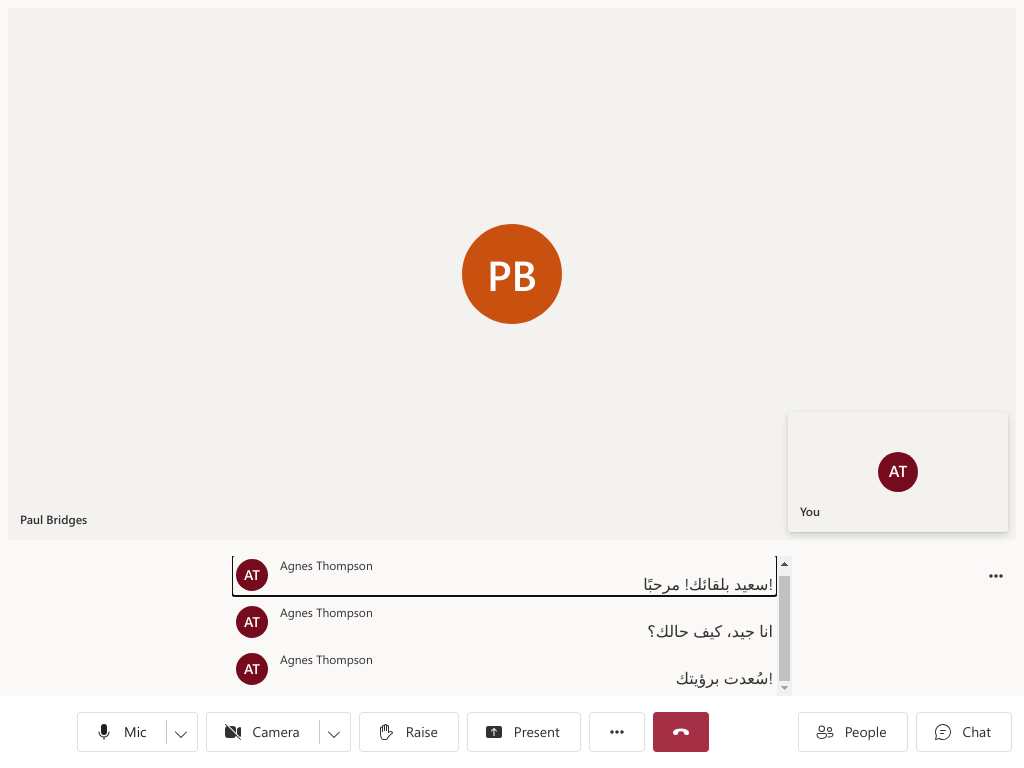 PB
AT
You
Paul Bridges
AT
Agnes Thompson
!سعيد بلقائك! مرحبًا
AT
Agnes Thompson
انا جيد، كيف حالك؟
AT
Agnes Thompson
!سُعدت برؤيتك
Mic
Camera
Raise
Present
People
Chat